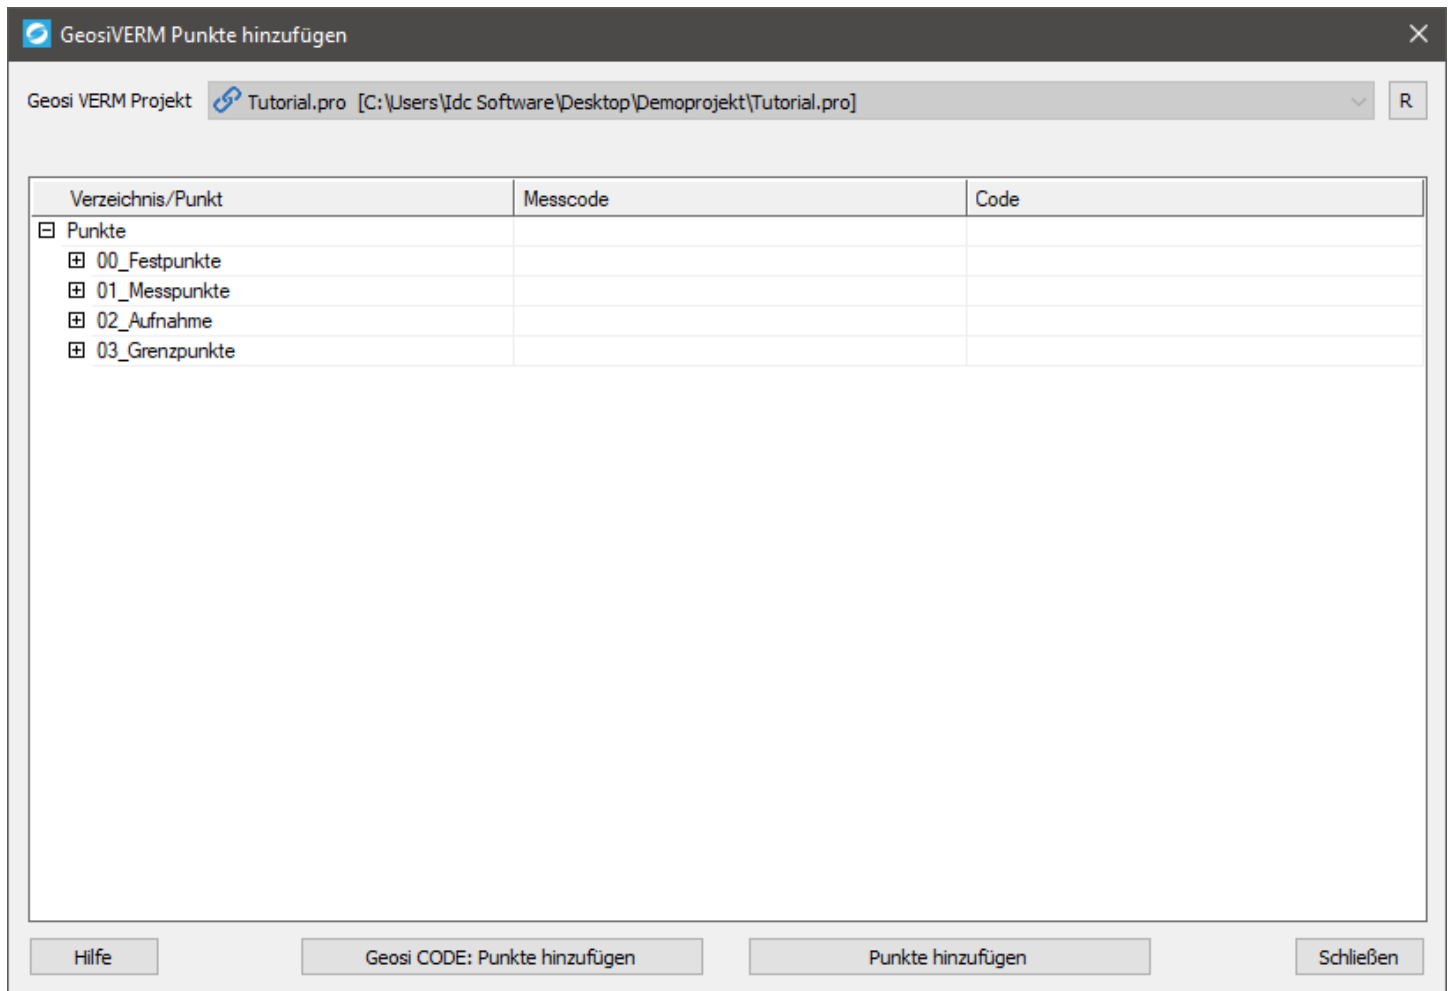 GeosiVERM Punkte hinzufügen
Geosi VERM Projekt Tutorial.pro [C:\Users\Idc Software\Desktop\Demoprojekt\Tutorial.pro] R
Verzeichnis/Punkt Messcode Code
Punkte
00_Festpunkte
01_Messpunkte
02_Aufnahme
03_Grenzpunkte
Hilfe Geosi CODE: Punkte hinzufügen Punkte hinzufügen Schließen